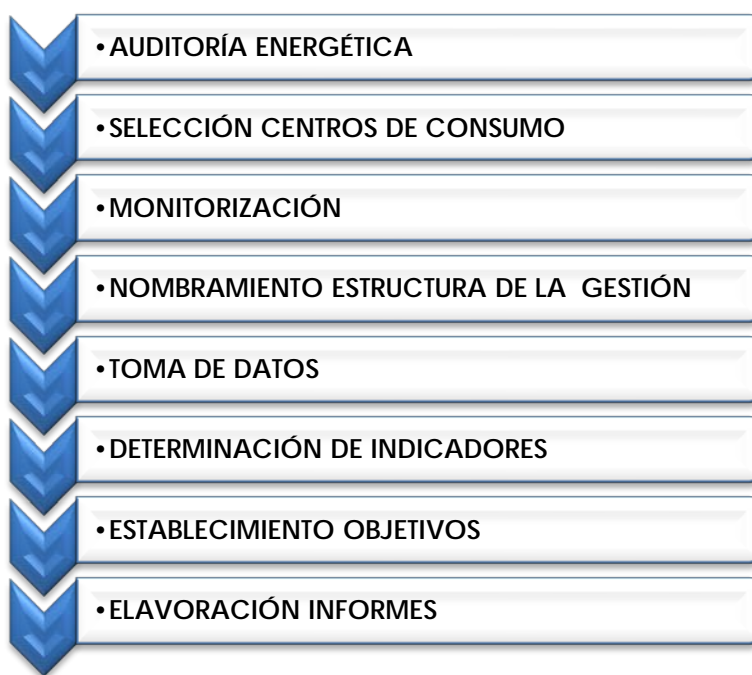 •AUDITORÍA ENERGÉTICA
•SELECCIÓN CENTROS DE CONSUMO
•MONITORIZACIÓN
•NOMBRAMIENTO ESTRUCTURA DE LA GESTIÓN
•TOMA DE DATOS
•DETERMINACIÓN DE INDICADORES
•ESTABLECIMIENTO OBJETIVOS
•ELAVORACIÓN INFORMES